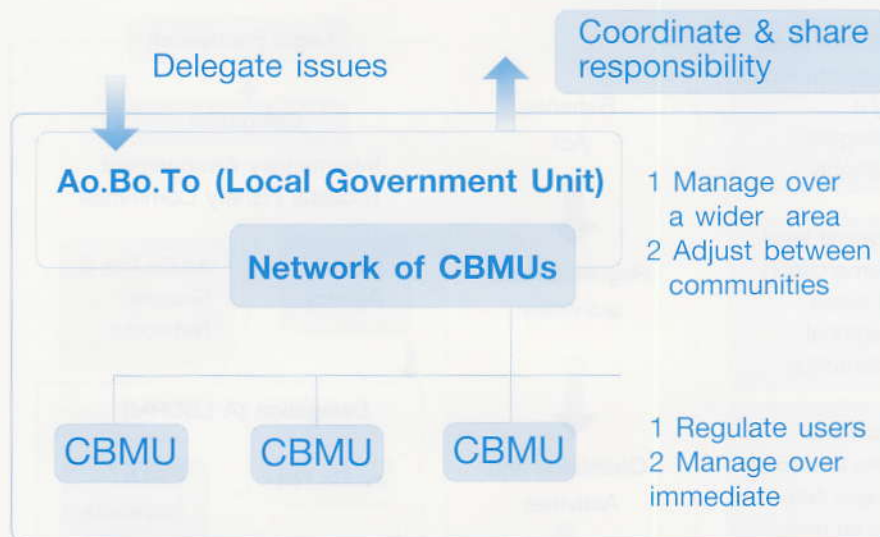 Delegate issues
Coordinate & share
responsibility
Ao.Bo.To (Local Government Unit)
Network of CBMUs
1 Manage over
a wider area
2 Adjust between
communities
CBMU
CBMU
CBMU
1 Regulate users
2 Manage over
immediate